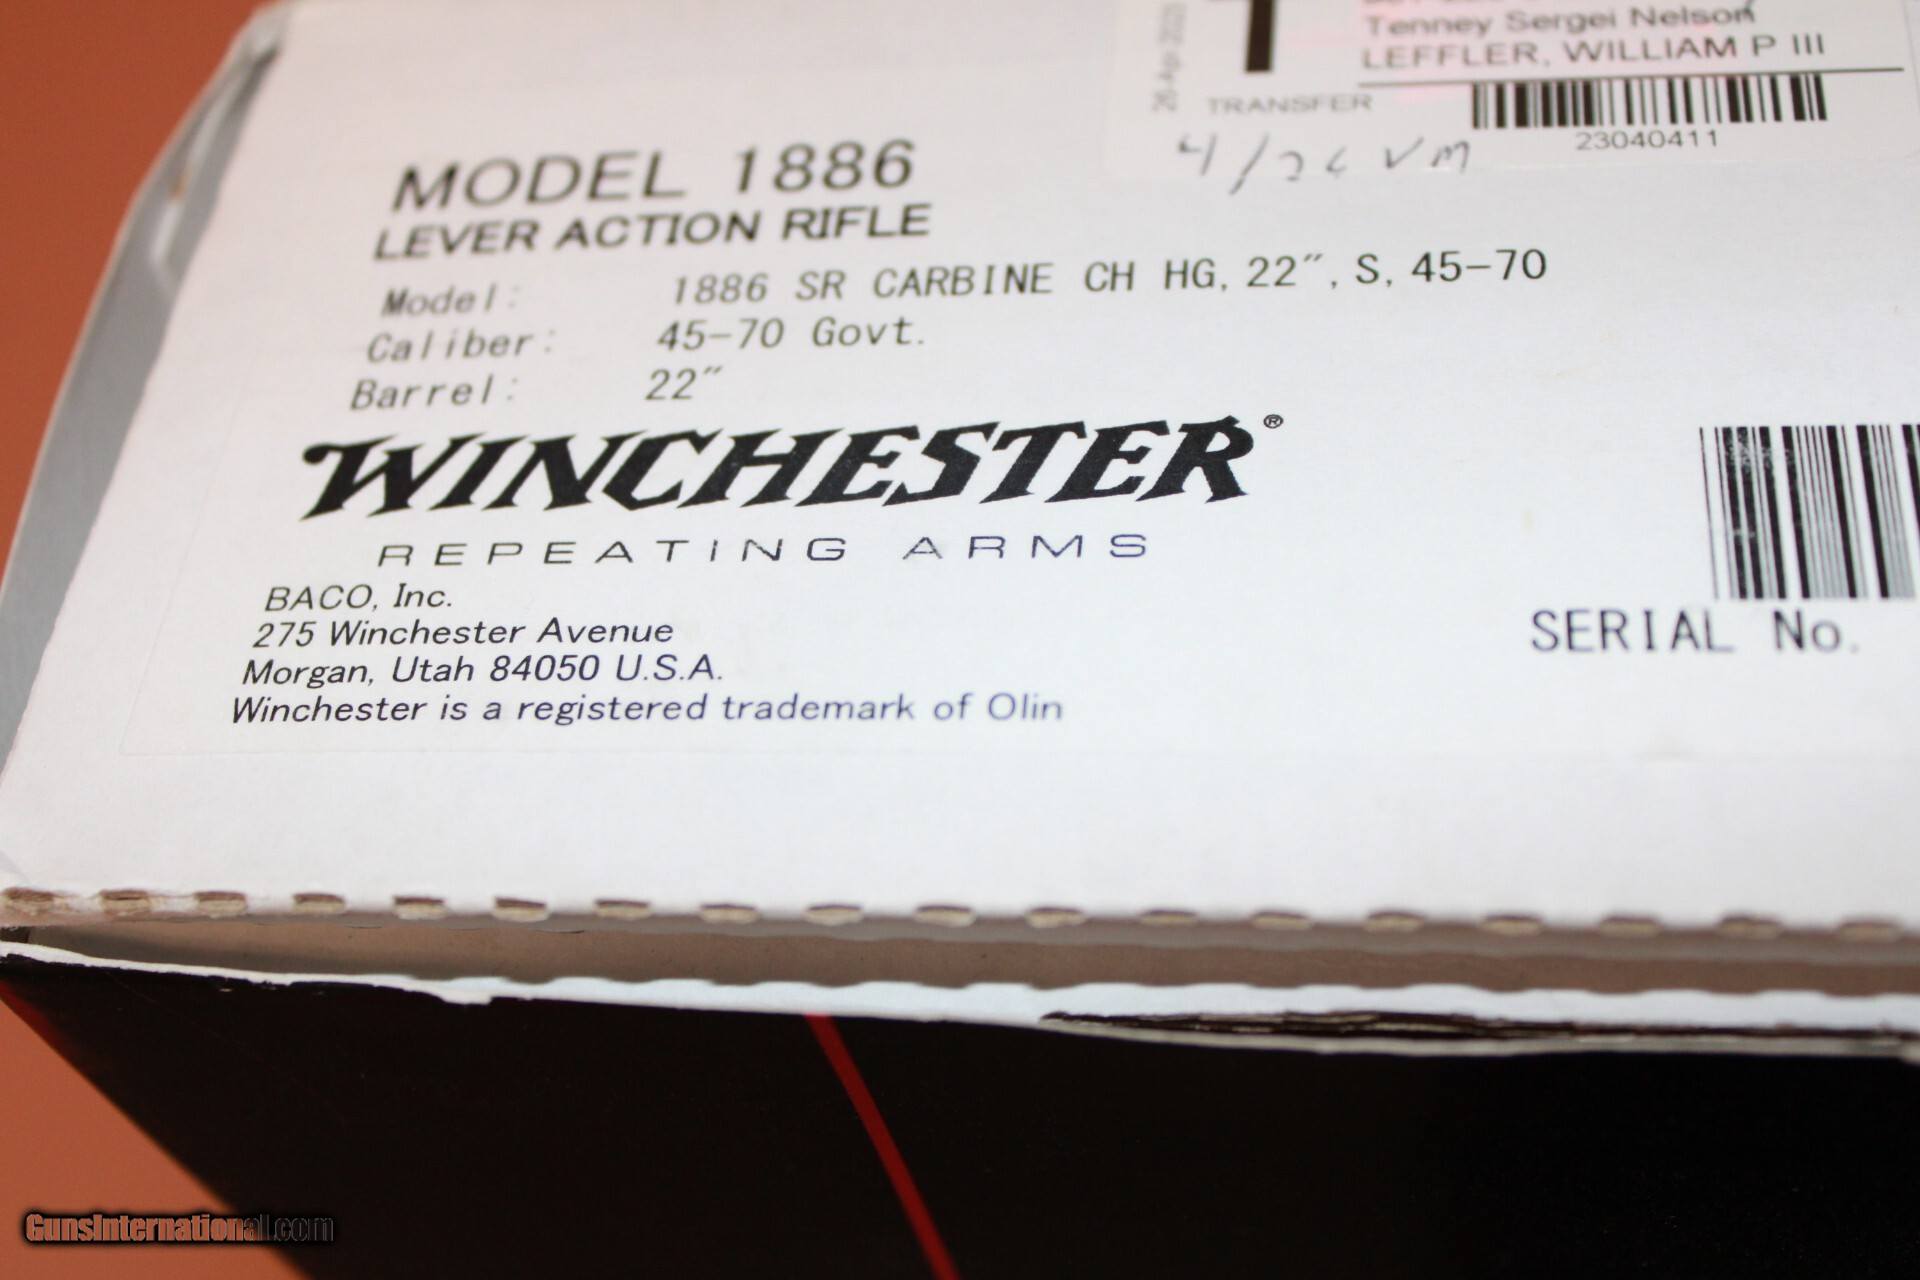 Tenney Sergei Nelson
LEFFLER, WILLIAM P III
T
TRANSFER
23040411
4/26 VM
MODEL 1886
LEVER ACTION RIFLE
Model: 1886 SR CARBINE CH HG, 22", S, 45-70
Caliber: 45-70 Govt.
Barrel: 22"
WINCHESTER®
REPEATING ARMS
BACO, Inc.
275 Winchester Avenue
Morgan, Utah 84050 U.S.A.
Winchester is a registered trademark of Olin
SERIAL No.
GunsInternational.com